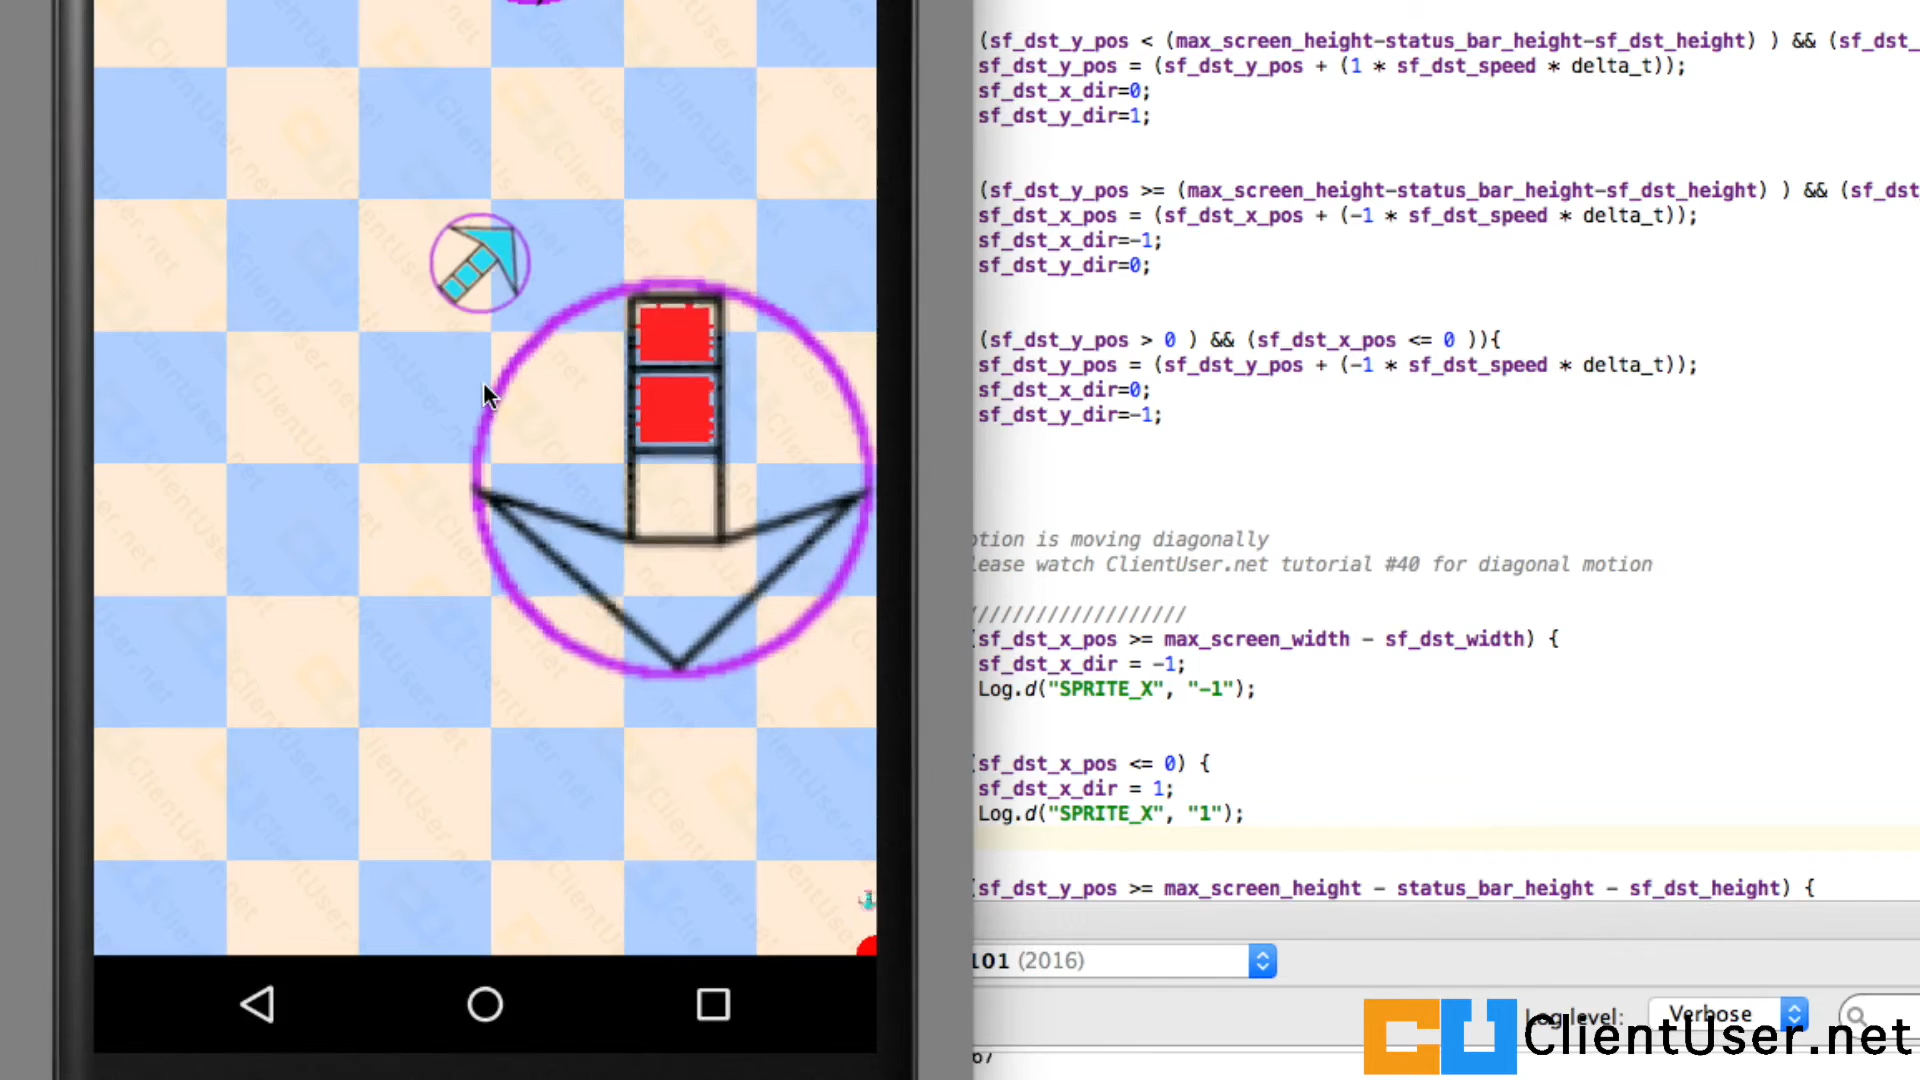 (sf_dst_y_pos < (max_screen_height-status_bar_height-sf_dst_height) ) && (sf_dst_
sf_dst_y_pos = (sf_dst_y_pos + (1 * sf_dst_speed * delta_t));
sf_dst_x_dir=0;
sf_dst_y_dir=1;
(sf_dst_y_pos >= (max_screen_height-status_bar_height-sf_dst_height) ) && (sf_dst
sf_dst_x_pos = (sf_dst_x_pos + (-1 * sf_dst_speed * delta_t));
sf_dst_x_dir=-1;
sf_dst_y_dir=0;
(sf_dst_y_pos > 0 ) && (sf_dst_x_pos <= 0 )){
sf_dst_y_pos = (sf_dst_y_pos + (-1 * sf_dst_speed * delta_t));
sf_dst_x_dir=0;
sf_dst_y_dir=-1;
otion is moving diagonally
lease watch ClientUser.net tutorial #40 for diagonal motion
//////////////////
(sf_dst_x_pos >= max_screen_width - sf_dst_width) {
sf_dst_x_dir = -1;
Log.d("SPRITE_X", "-1");
(sf_dst_x_pos <= 0) {
sf_dst_x_dir = 1;
Log.d("SPRITE_X", "1");
(sf_dst_y_pos >= max_screen_height - status_bar_height - sf_dst_height) {
101 (2016)
Log level: Verbose
ClientUser.net